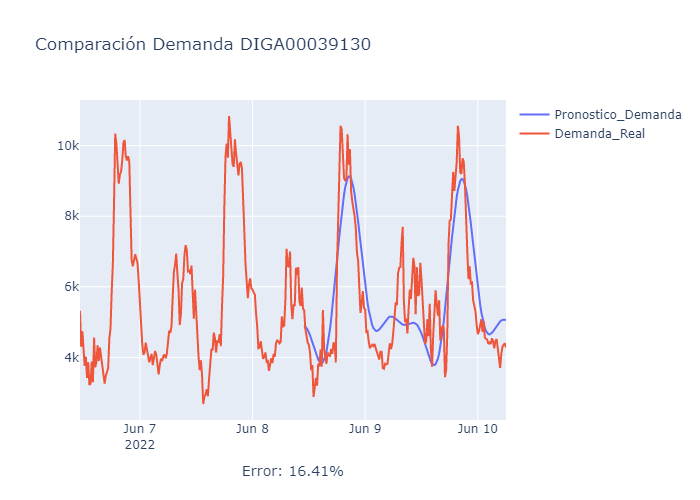 Comparación Demanda DIGA00039130
Pronostico_Demanda
Demanda_Real
10k
8k
6k
4k
Jun 7
2022
Jun 8
Jun 9
Jun 10
Error: 16.41%